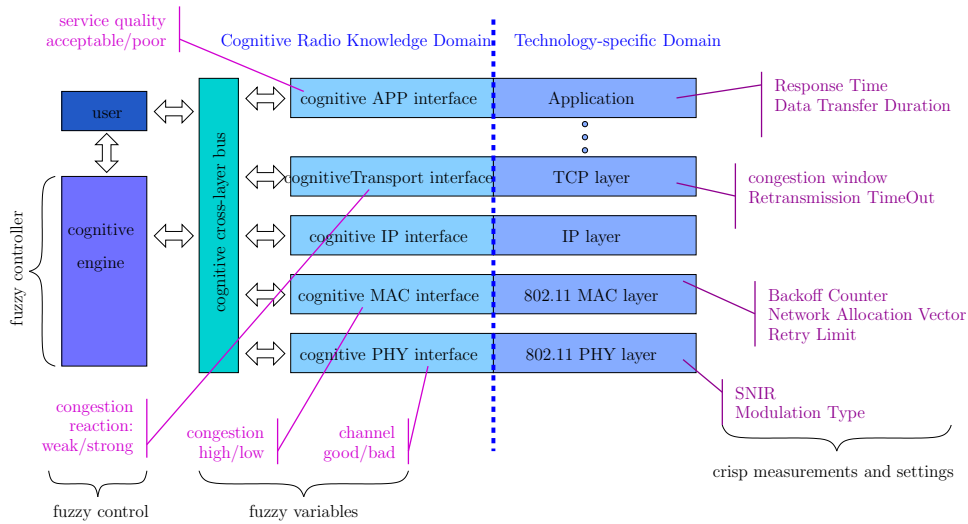 service quality
acceptable/poor
Cognitive Radio Knowledge Domain
Technology-specific Domain
user
cognitive cross-layer bus
cognitive APP interface
Application
Response Time
Data Transfer Duration
cognitiveTransport interface
TCP layer
congestion window
Retransmission TimeOut
fuzzy controller
cognitive
engine
cognitive IP interface
IP layer
cognitive MAC interface
802.11 MAC layer
Backoff Counter
Network Allocation Vector
Retry Limit
cognitive PHY interface
802.11 PHY layer
SNIR
Modulation Type
congestion
reaction:
weak/strong
congestion
high/low
channel
good/bad
crisp measurements and settings
fuzzy control
fuzzy variables